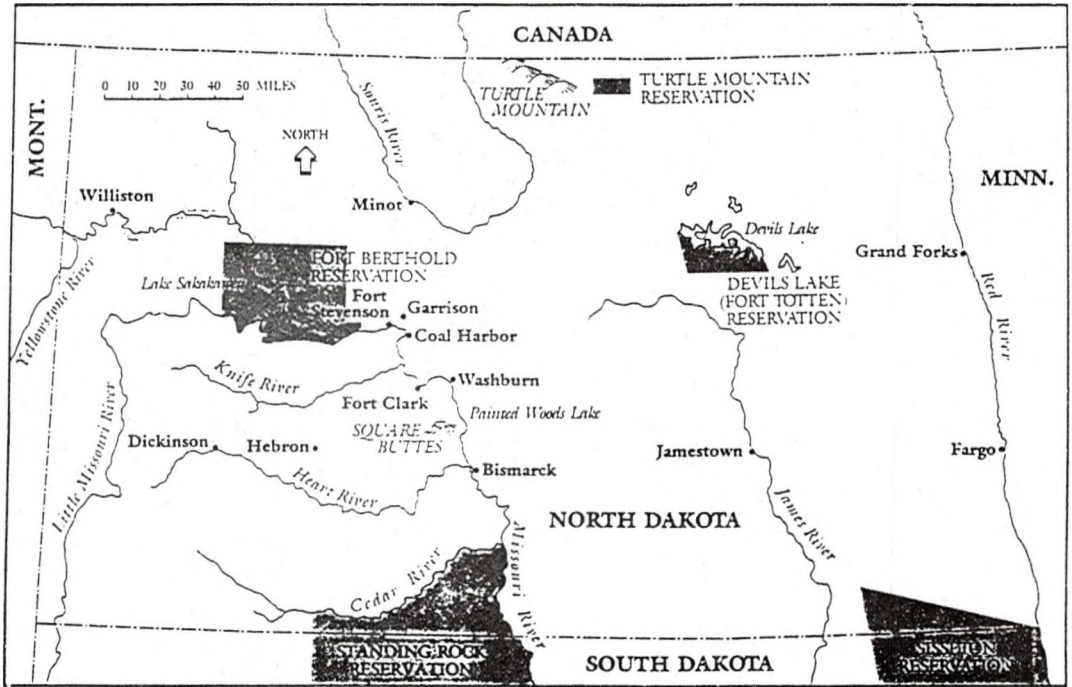 CANADA
TURTLE MOUNTAIN
RESERVATION
TURTLE
MOUNTAIN
0 10 20 30 40 50 MILES
NORTH
Souris River
MONT.
MINN.
Williston
Minot
Devils Lake
Grand Forks
FORT BERTHOLD
RESERVATION
Lake Sakakawea
DEVILS LAKE
(FORT TOTTEN)
RESERVATION
Yellowstone River
Fort
Stevenson
Garrison
Coal Harbor
Red River
Knife River
Washburn
Fort Clark
Painted Woods Lake
SQUARE
BUTTES
Little Missouri River
Dickinson
Hebron
Bismarck
Jamestown
Fargo
Heart River
NORTH DAKOTA
James River
Missouri River
Cedar River
STANDING ROCK
RESERVATION
SOUTH DAKOTA
SISSETON
RESERVATION